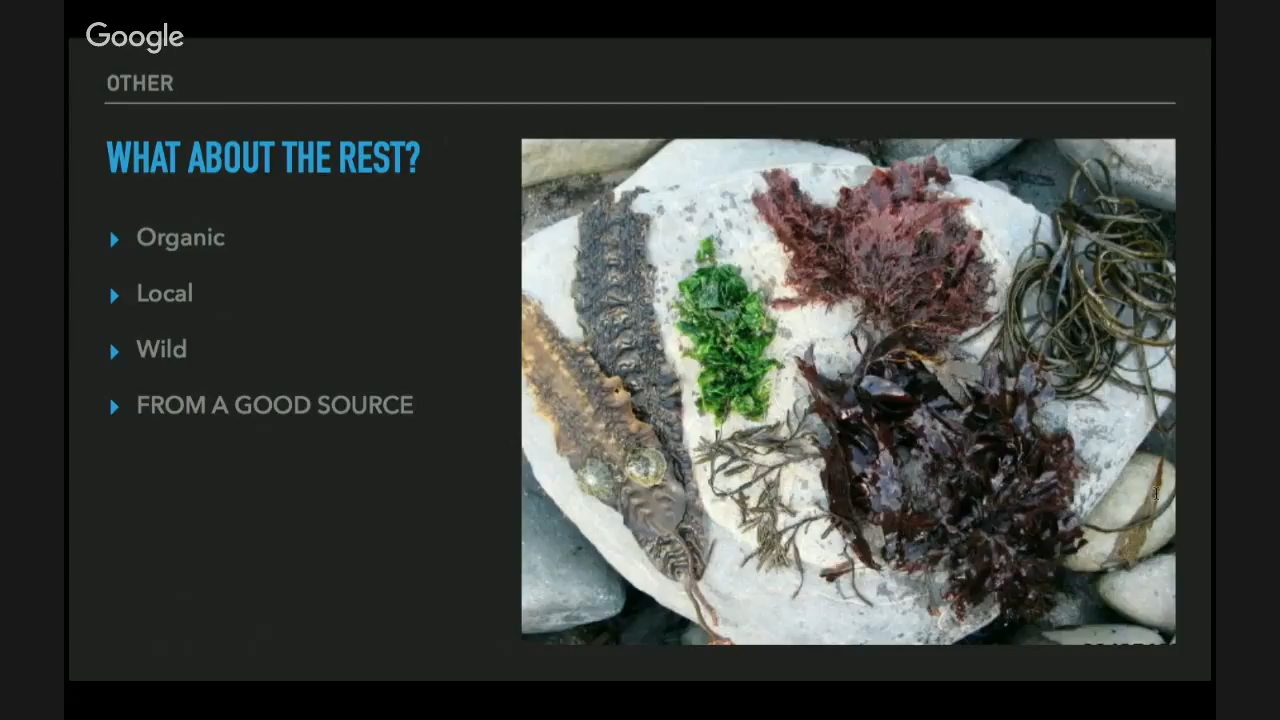 Google
OTHER
WHAT ABOUT THE REST?
Organic
Local
Wild
FROM A GOOD SOURCE